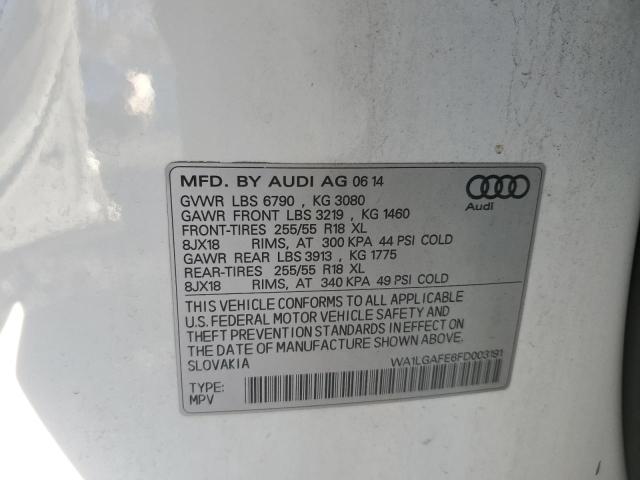 MFD. BY AUDI AG 06 14
GVWR LBS 6790 , KG 3080
GAWR FRONT LBS 3219 , KG 1460
FRONT-TIRES 255/55 R18 XL
8JX18 RIMS, AT 300 KPA 44 PSI COLD
GAWR REAR LBS 3913 , KG 1775
REAR-TIRES 255/55 R18 XL
8JX18 RIMS, AT 340 KPA 49 PSI COLD
Audi
THIS VEHICLE CONFORMS TO ALL APPLICABLE
U.S. FEDERAL MOTOR VEHICLE SAFETY AND
THEFT PREVENTION STANDARDS IN EFFECT ON
THE DATE OF MANUFACTURE SHOWN ABOVE.
SLOVAKIA
WA1LGAFE6FD003191
TYPE:
MPV